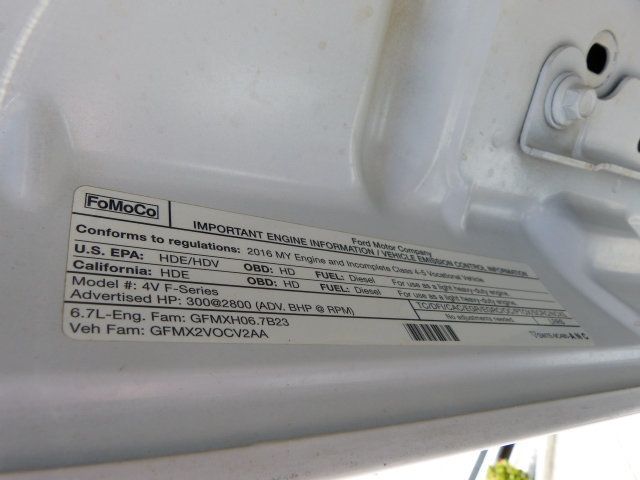 FoMoCo
Ford Motor Company
IMPORTANT ENGINE INFORMATION / VEHICLE EMISSION CONTROL INFORMATION
Conforms to regulations: 2016 MY Engine and Incomplete Class 4-5 Vocational Vehicle
U.S. EPA: HDE/HDV OBD: HD FUEL: Diesel For use as a light heavy-duty engine.
California: HDE OBD: HD FUEL: Diesel For use as a light heavy-duty engine.
Model #: 4V F-Series
Advertised HP: 300@2800 (ADV. BHP @ RPM)
No adjustments needed.
6.7L-Eng. Fam: GFMXH06.7B23
Veh Fam: GFMX2VOCV2AA